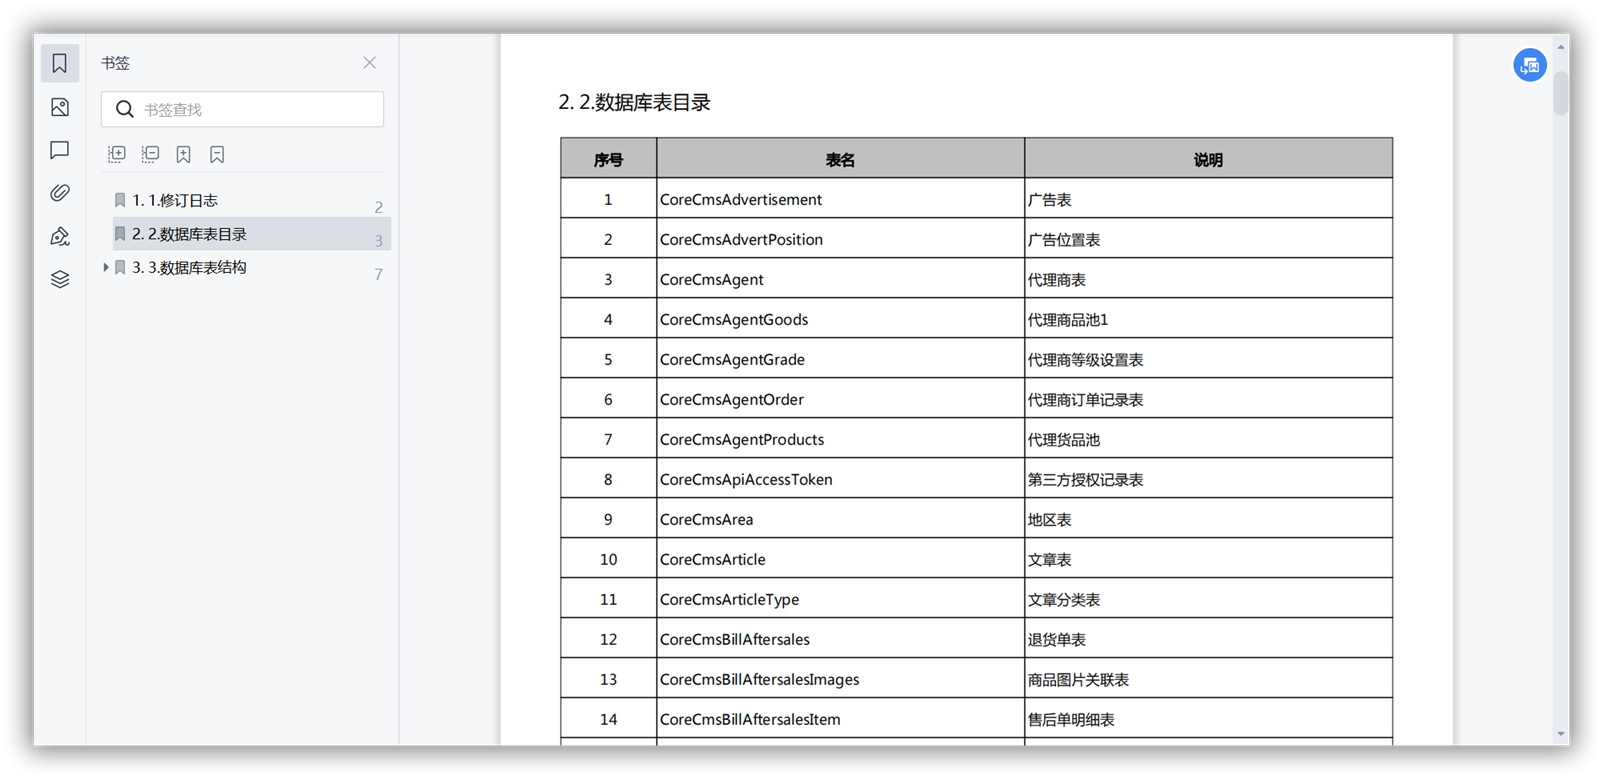 书签
书签查找
1. 1.修订日志 2
2. 2.数据库表目录 3
3. 3.数据库表结构 7
2. 2.数据库表目录
序号 表名 说明
1 CoreCmsAdvertisement 广告表
2 CoreCmsAdvertPosition 广告位置表
3 CoreCmsAgent 代理商表
4 CoreCmsAgentGoods 代理商品池1
5 CoreCmsAgentGrade 代理商等级设置表
6 CoreCmsAgentOrder 代理商订单记录表
7 CoreCmsAgentProducts 代理货品池
8 CoreCmsApiAccessToken 第三方授权记录表
9 CoreCmsArea 地区表
10 CoreCmsArticle 文章表
11 CoreCmsArticleType 文章分类表
12 CoreCmsBillAftersales 退货单表
13 CoreCmsBillAftersalesImages 商品图片关联表
14 CoreCmsBillAftersalesItem 售后单明细表